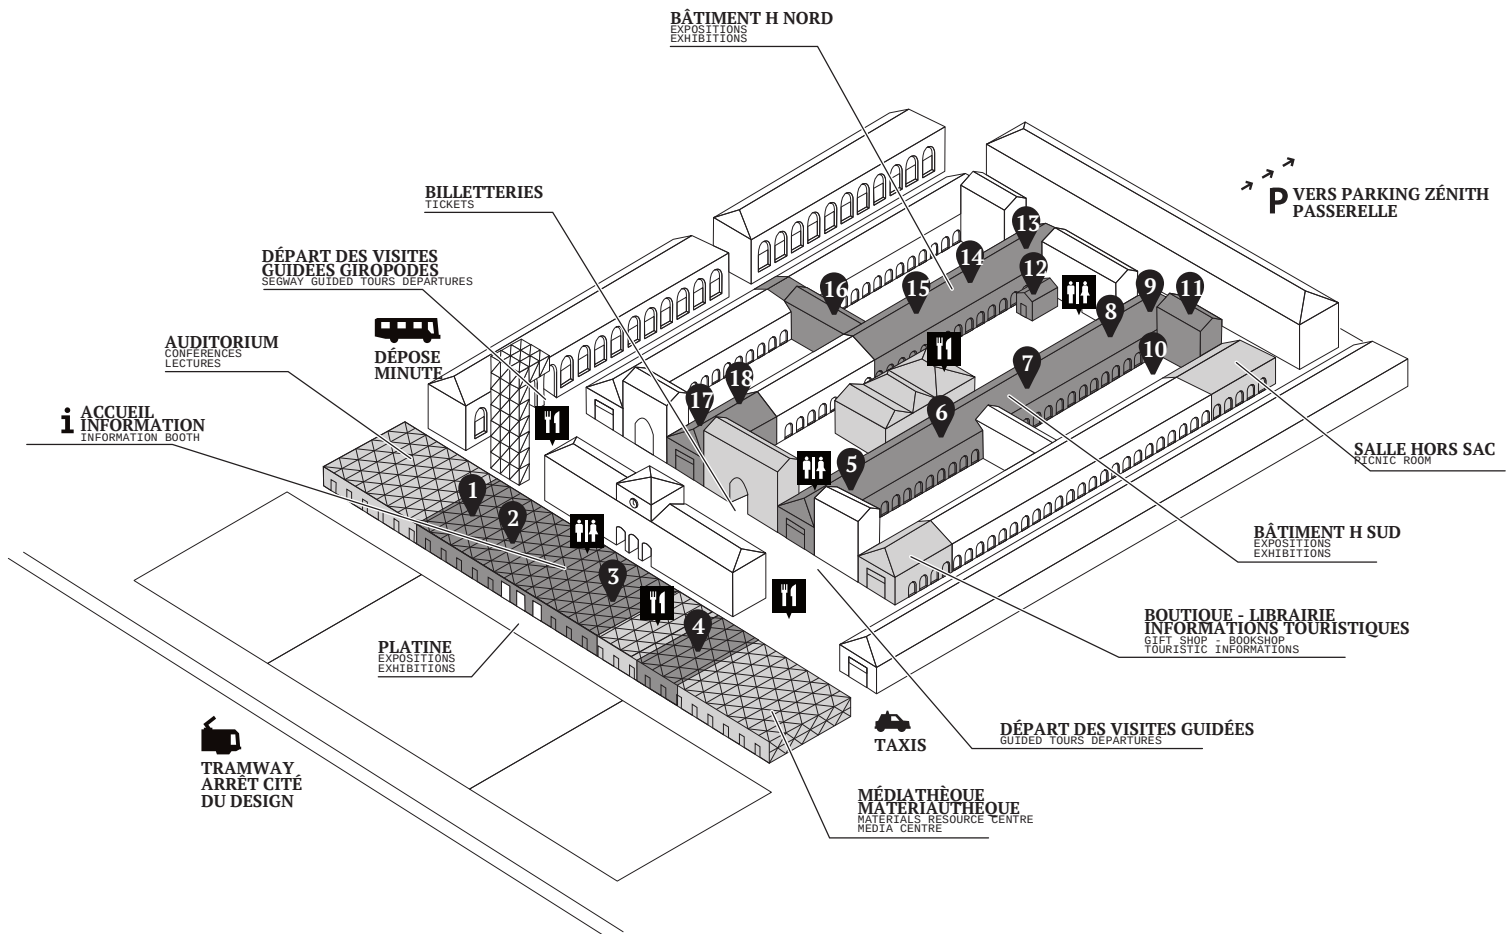 BÂTIMENT H NORD
EXPOSITIONS
EXHIBITIONS
P VERS PARKING ZÉNITH
PASSERELLE
BILLETTERIES
TICKETS
DÉPART DES VISITES
GUIDÉES GIROPODES
SEGWAY GUIDED TOURS DEPARTURES
DÉPOSE
MINUTE
AUDITORIUM
CONFÉRENCES
LECTURES
i ACCUEIL
INFORMATION
INFORMATION BOOTH
13
14
12
16
15
9
11
8
10
7
18
17
6
5
1
2
3
4
SALLE HORS SAC
PICNIC ROOM
BÂTIMENT H SUD
EXPOSITIONS
EXHIBITIONS
BOUTIQUE - LIBRAIRIE
INFORMATIONS TOURISTIQUES
GIFT SHOP - BOOKSHOP
TOURISTIC INFORMATIONS
PLATINE
EXPOSITIONS
EXHIBITIONS
DÉPART DES VISITES GUIDÉES
GUIDED TOURS DEPARTURES
TAXIS
TRAMWAY
ARRÊT CITÉ
DU DESIGN
MÉDIATHÈQUE
MATÉRIAUTHÈQUE
MATERIALS RESOURCE CENTRE
MEDIA CENTRE